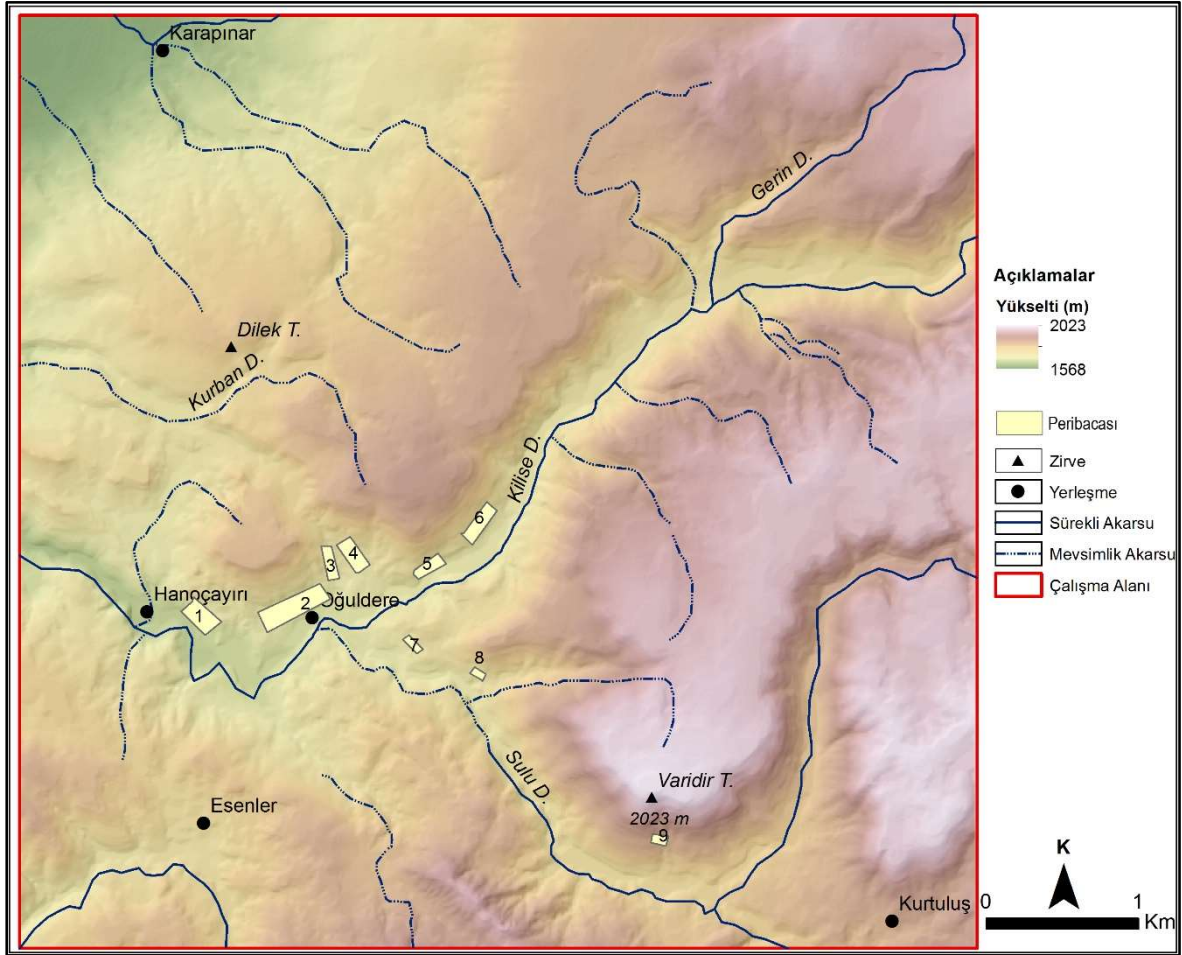 Karapınar
Gerin D.
Dilek T.
Kurban D.
Kilise D.
6
4
3
5
Hanoçayırı
1
2
Oğuldere
7
8
Sulu D.
Varidir T.
2023 m
9
Esenler
Kurtuluş
Açıklamalar
Yükselti (m)
2023
1568
Peribacası
Zirve
Yerleşme
Sürekli Akarsu
Mevsimlik Akarsu
Çalışma Alanı
K
0 1
Km